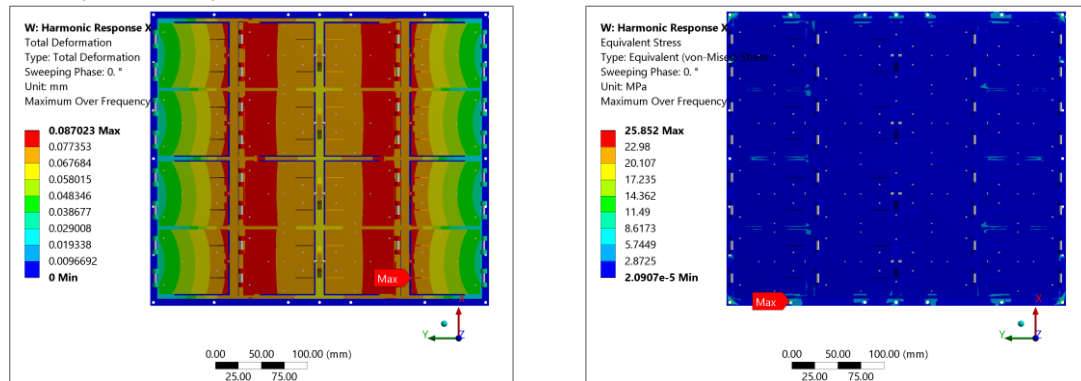 W: Harmonic Response X
Total Deformation
Type: Total Deformation
Sweeping Phase: 0. °
Unit: mm
Maximum Over Frequency
0.087023 Max
0.077353
0.067684
0.058015
0.048346
0.038677
0.029008
0.019338
0.0096692
0 Min
Max
X
Y
Z
0.00 50.00 100.00 (mm)
25.00 75.00
W: Harmonic Response X
Equivalent Stress
Type: Equivalent (von-Mises) Stress
Sweeping Phase: 0. °
Unit: MPa
Maximum Over Frequency
25.852 Max
22.98
20.107
17.235
14.362
11.49
8.6173
5.7449
2.8725
2.0907e-5 Min
Max
X
Y
Z
0.00 50.00 100.00 (mm)
25.00 75.00